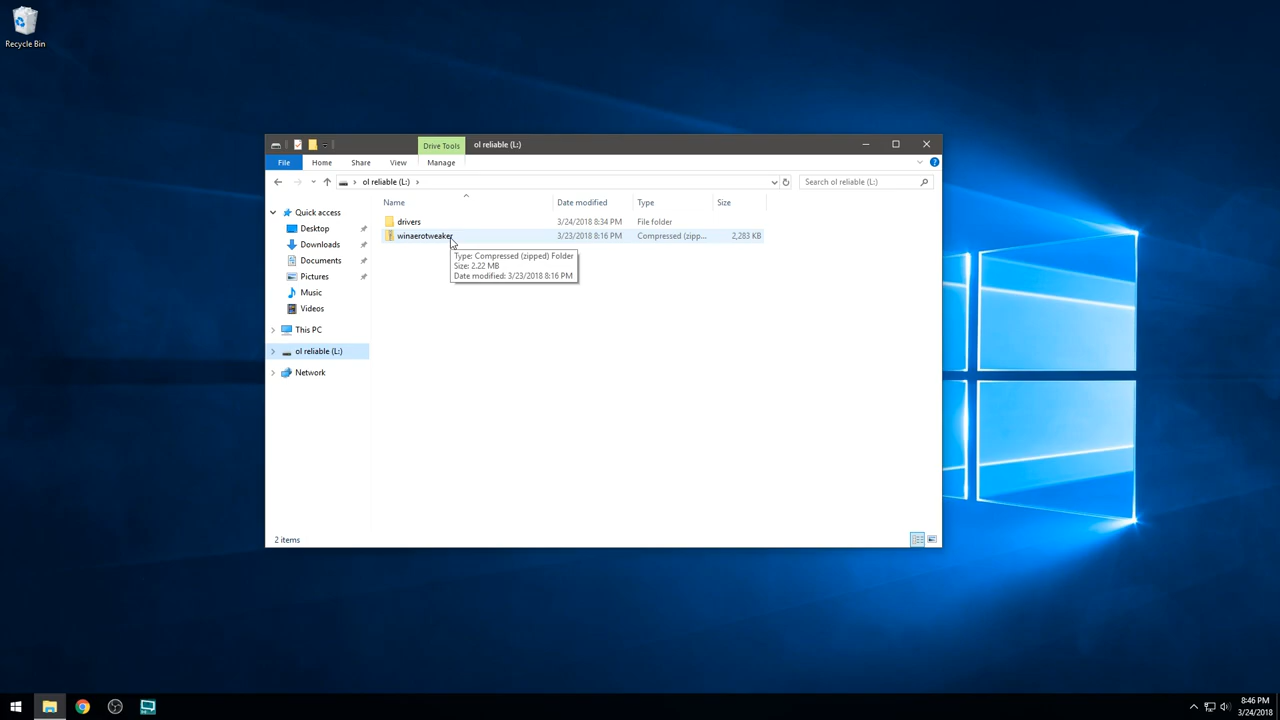 Recycle Bin
Drive Tools
ol reliable (L:)
File
Home
Share
View
Manage
ol reliable (L:)
Search ol reliable (L:)
Name
Date modified
Type
Size
Quick access
Desktop
Downloads
Documents
Pictures
Music
Videos
This PC
ol reliable (L:)
Network
drivers
3/24/2018 8:34 PM
File folder
winaerotweaker
3/23/2018 8:16 PM
Compressed (zipp...
2,283 KB
Type: Compressed (zipped) Folder
Size: 2.22 MB
Date modified: 3/23/2018 8:16 PM
2 items
8:46 PM
3/24/2018